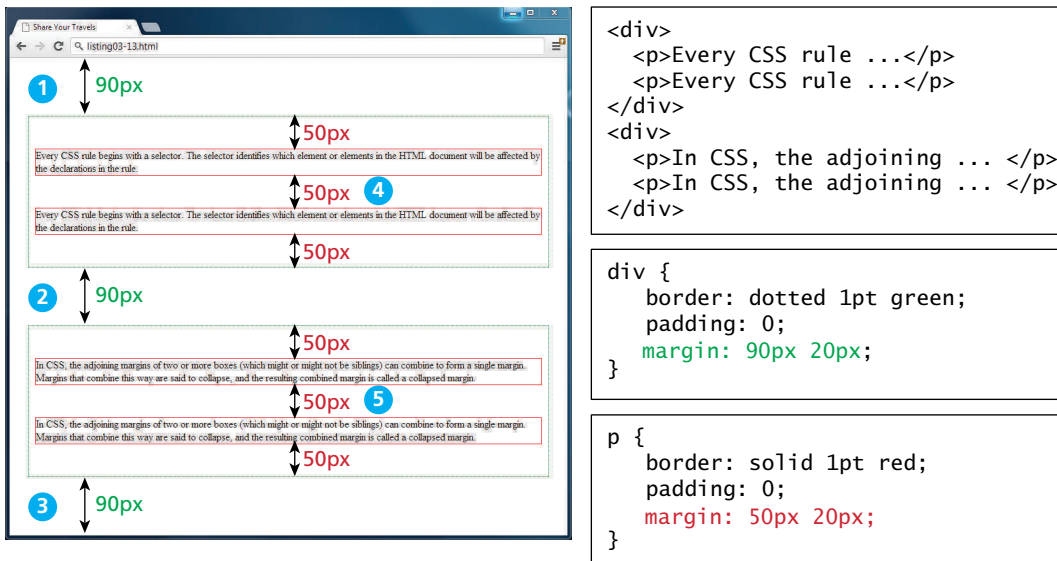 Share Your Travels
listing03-13.html
1
90px
50px
Every CSS rule begins with a selector. The selector identifies which element or elements in the HTML document will be affected by
the declarations in the rule.
50px
4
Every CSS rule begins with a selector. The selector identifies which element or elements in the HTML document will be affected by
the declarations in the rule.
50px
2
90px
50px
In CSS, the adjoining margins of two or more boxes (which might or might not be siblings) can combine to form a single margin.
Margins that combine this way are said to collapse, and the resulting combined margin is called a collapsed margin.
50px
5
In CSS, the adjoining margins of two or more boxes (which might or might not be siblings) can combine to form a single margin.
Margins that combine this way are said to collapse, and the resulting combined margin is called a collapsed margin.
50px
3
90px
<div>
<p>Every CSS rule ...</p>
<p>Every CSS rule ...</p>
</div>
<div>
<p>In CSS, the adjoining ... </p>
<p>In CSS, the adjoining ... </p>
</div>
div {
border: dotted 1pt green;
padding: 0;
margin: 90px 20px;
}
p {
border: solid 1pt red;
padding: 0;
margin: 50px 20px;
}